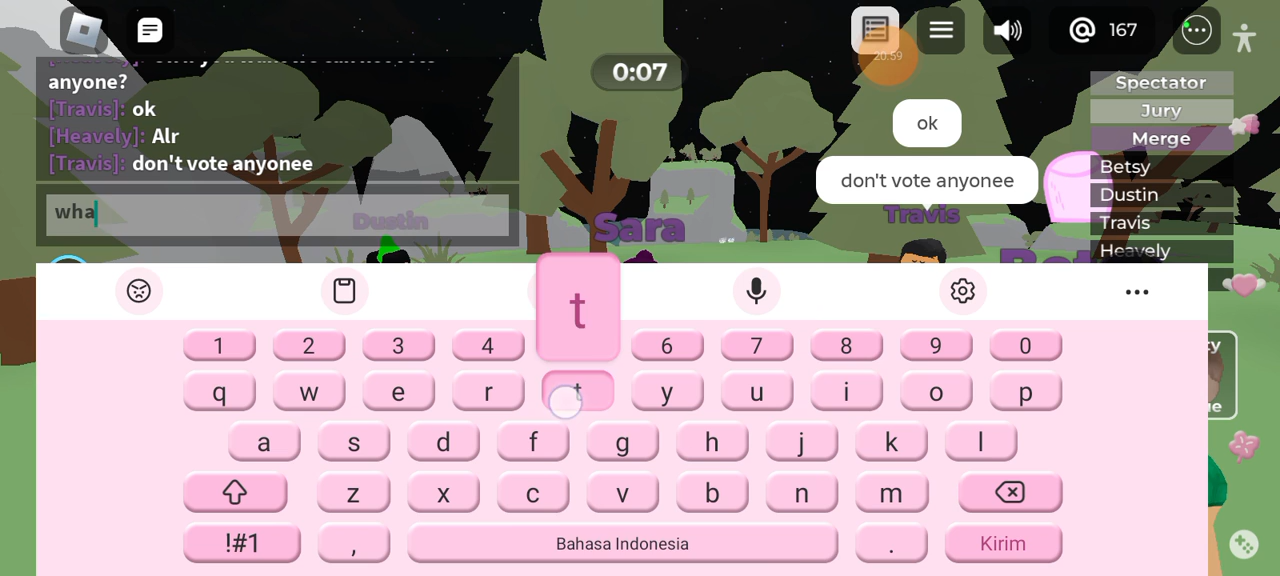 167
20:59
0:07
Spectator
Jury
Merge
Betsy
Dustin
Travis
Heavely
anyone?
[Travis]: ok
[Heavely]: Alr
[Travis]: don't vote anyonee
wha
ok
don't vote anyonee
Dustin
Sara
Travis
t
1 2 3 4 6 7 8 9 0
q w e r t y u i o p
a s d f g h j k l
z x c v b n m
!#1 , Bahasa Indonesia . Kirim